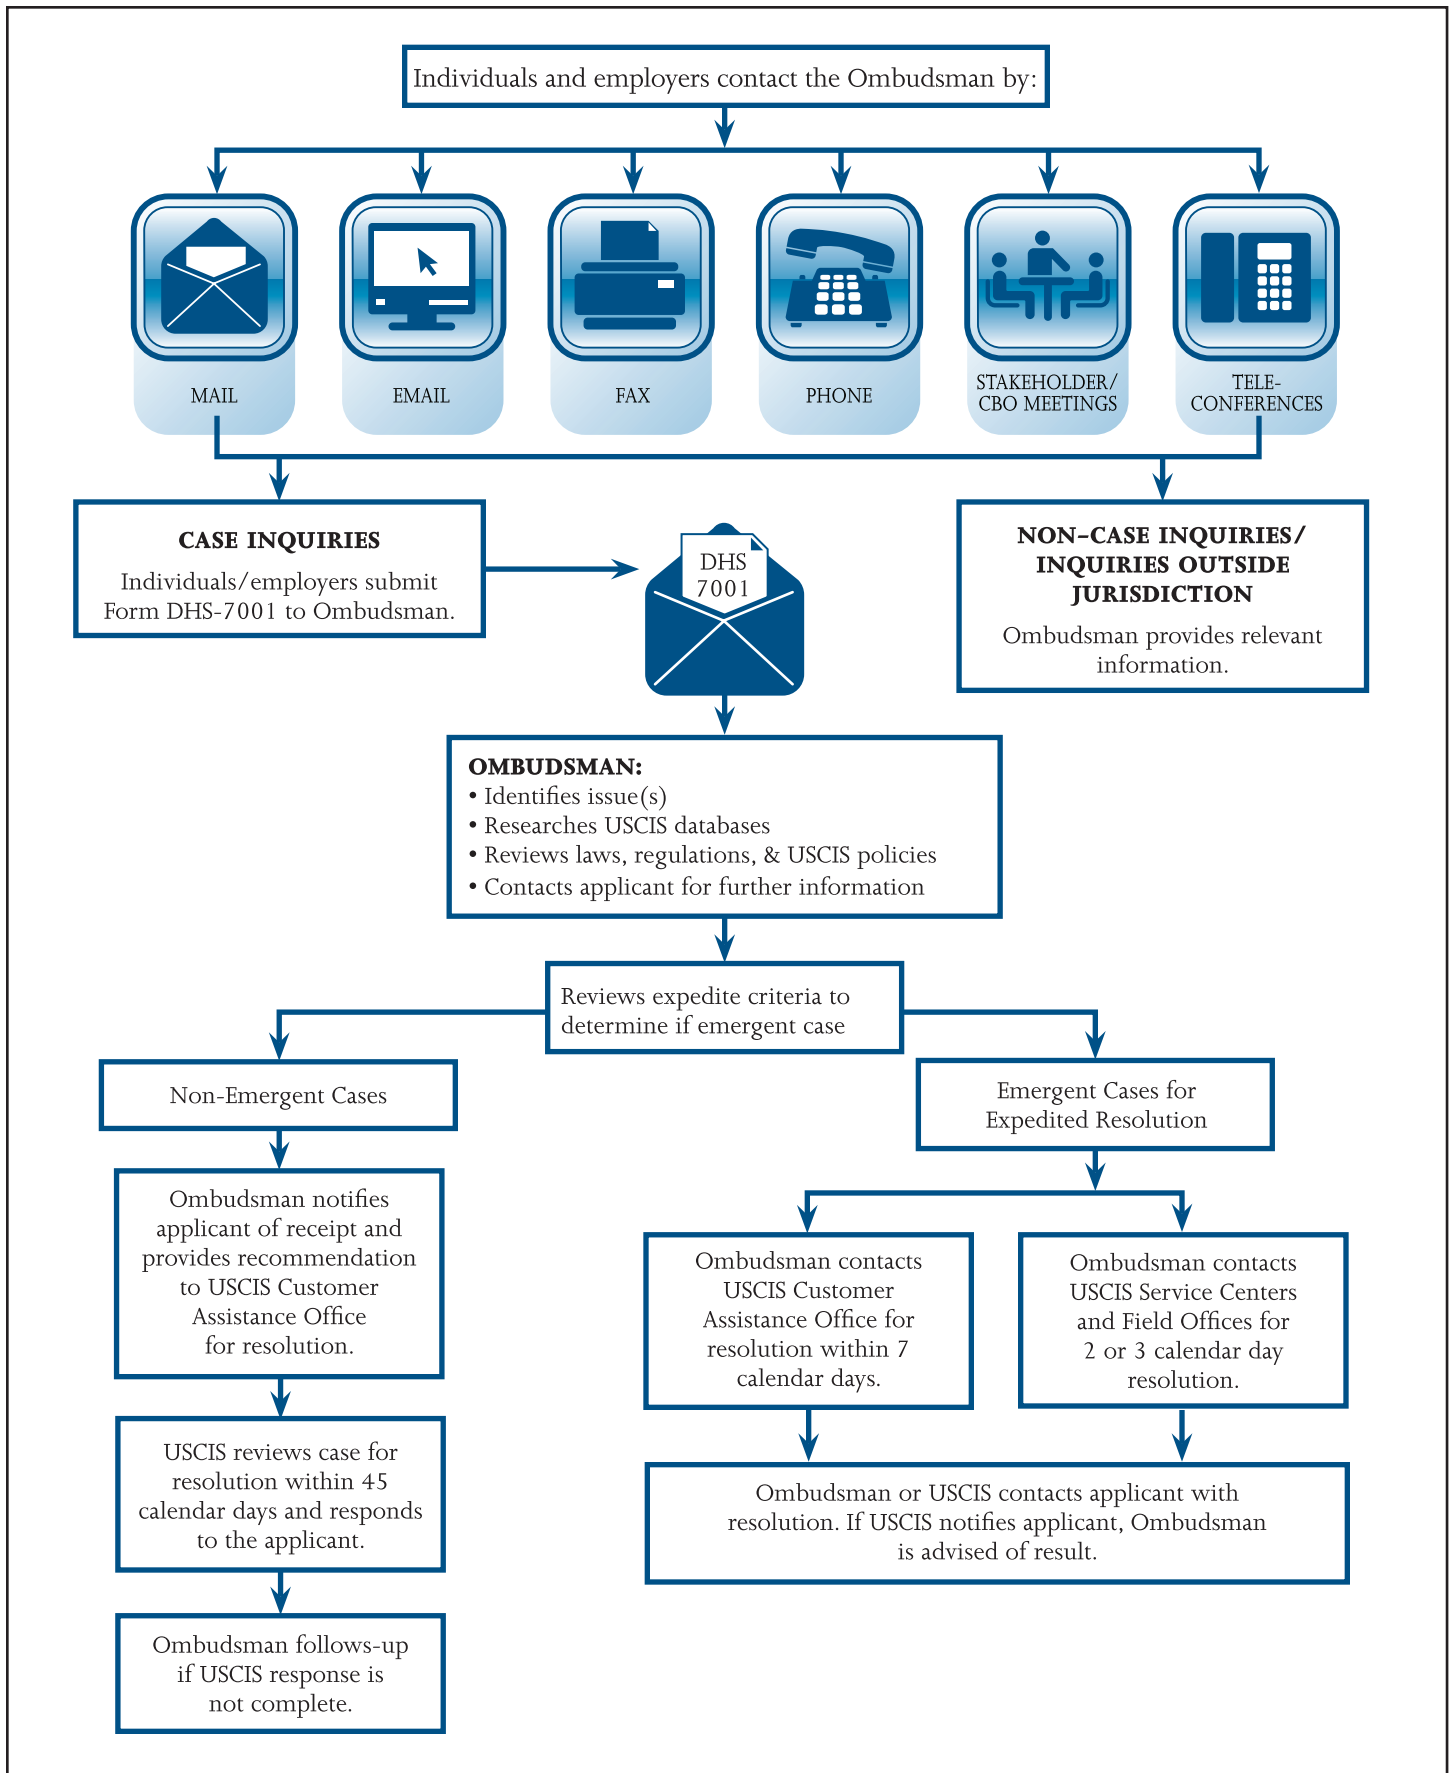 Individuals and employers contact the Ombudsman by:
MAIL
EMAIL
FAX
PHONE
STAKEHOLDER/
CBO MEETINGS
TELE-
CONFERENCES
CASE INQUIRIES
Individuals/employers submit
Form DHS-7001 to Ombudsman.
DHS
7001
NON-CASE INQUIRIES/
INQUIRIES OUTSIDE
JURISDICTION
Ombudsman provides relevant
information.
OMBUDSMAN:
• Identifies issue(s)
• Researches USCIS databases
• Reviews laws, regulations, & USCIS policies
• Contacts applicant for further information
Reviews expedite criteria to
determine if emergent case
Non-Emergent Cases
Ombudsman notifies
applicant of receipt and
provides recommendation
to USCIS Customer
Assistance Office
for resolution.
USCIS reviews case for
resolution within 45
calendar days and responds
to the applicant.
Ombudsman follows-up
if USCIS response is
not complete.
Emergent Cases for
Expedited Resolution
Ombudsman contacts
USCIS Customer
Assistance Office for
resolution within 7
calendar days.
Ombudsman contacts
USCIS Service Centers
and Field Offices for
2 or 3 calendar day
resolution.
Ombudsman or USCIS contacts applicant with
resolution. If USCIS notifies applicant, Ombudsman
is advised of result.